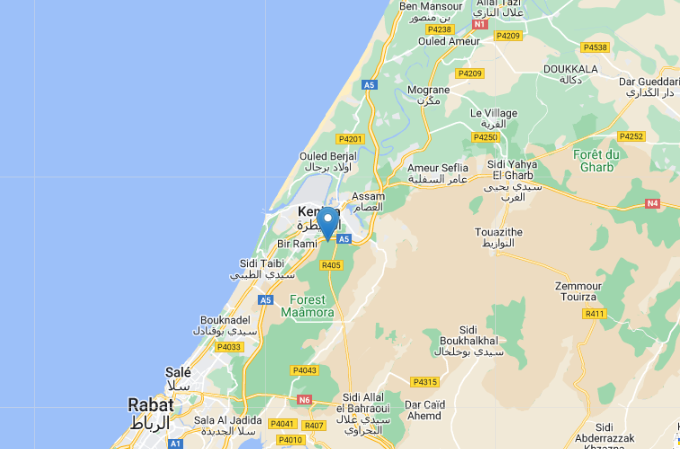 Ben Mansour
بن منصور
Allal Tazi
علال التازي
N1
P4238
P4209
Ouled Ameur
P4538
P4209
DOUKKALA
دكالة
A5
Dar Gueddari
دار الكداري
Mograne
مكرن
Le Village
القرية
P4201
P4250
P4252
Ouled Berjal
اولاد برجال
Ameur Seflia
عامر السفلية
Sidi Yahya
El Gharb
سيدي يحيى
الغرب
Forêt du
Gharb
Assam
العصام
N4
A5
Bir Rami
Touazithe
التوازيط
Sidi Taibi
سيدي الطيبي
R405
A5
Forest
Maâmora
Zemmour
Touirza
R411
Bouknadel
سيدي بوقنادل
P4033
Sidi
Boukhalkhal
سيدي بوخلخال
Salé
سلا
P4043
P4315
Rabat
الرباط
N6
Sidi Allal
el Bahraoui
سيدي علال
البحراوي
Dar Caïd
Ahemd
Sala Al Jadida
سلا الجديدة
P4041
R407
P4010
A1
Sidi
Abderrazzak